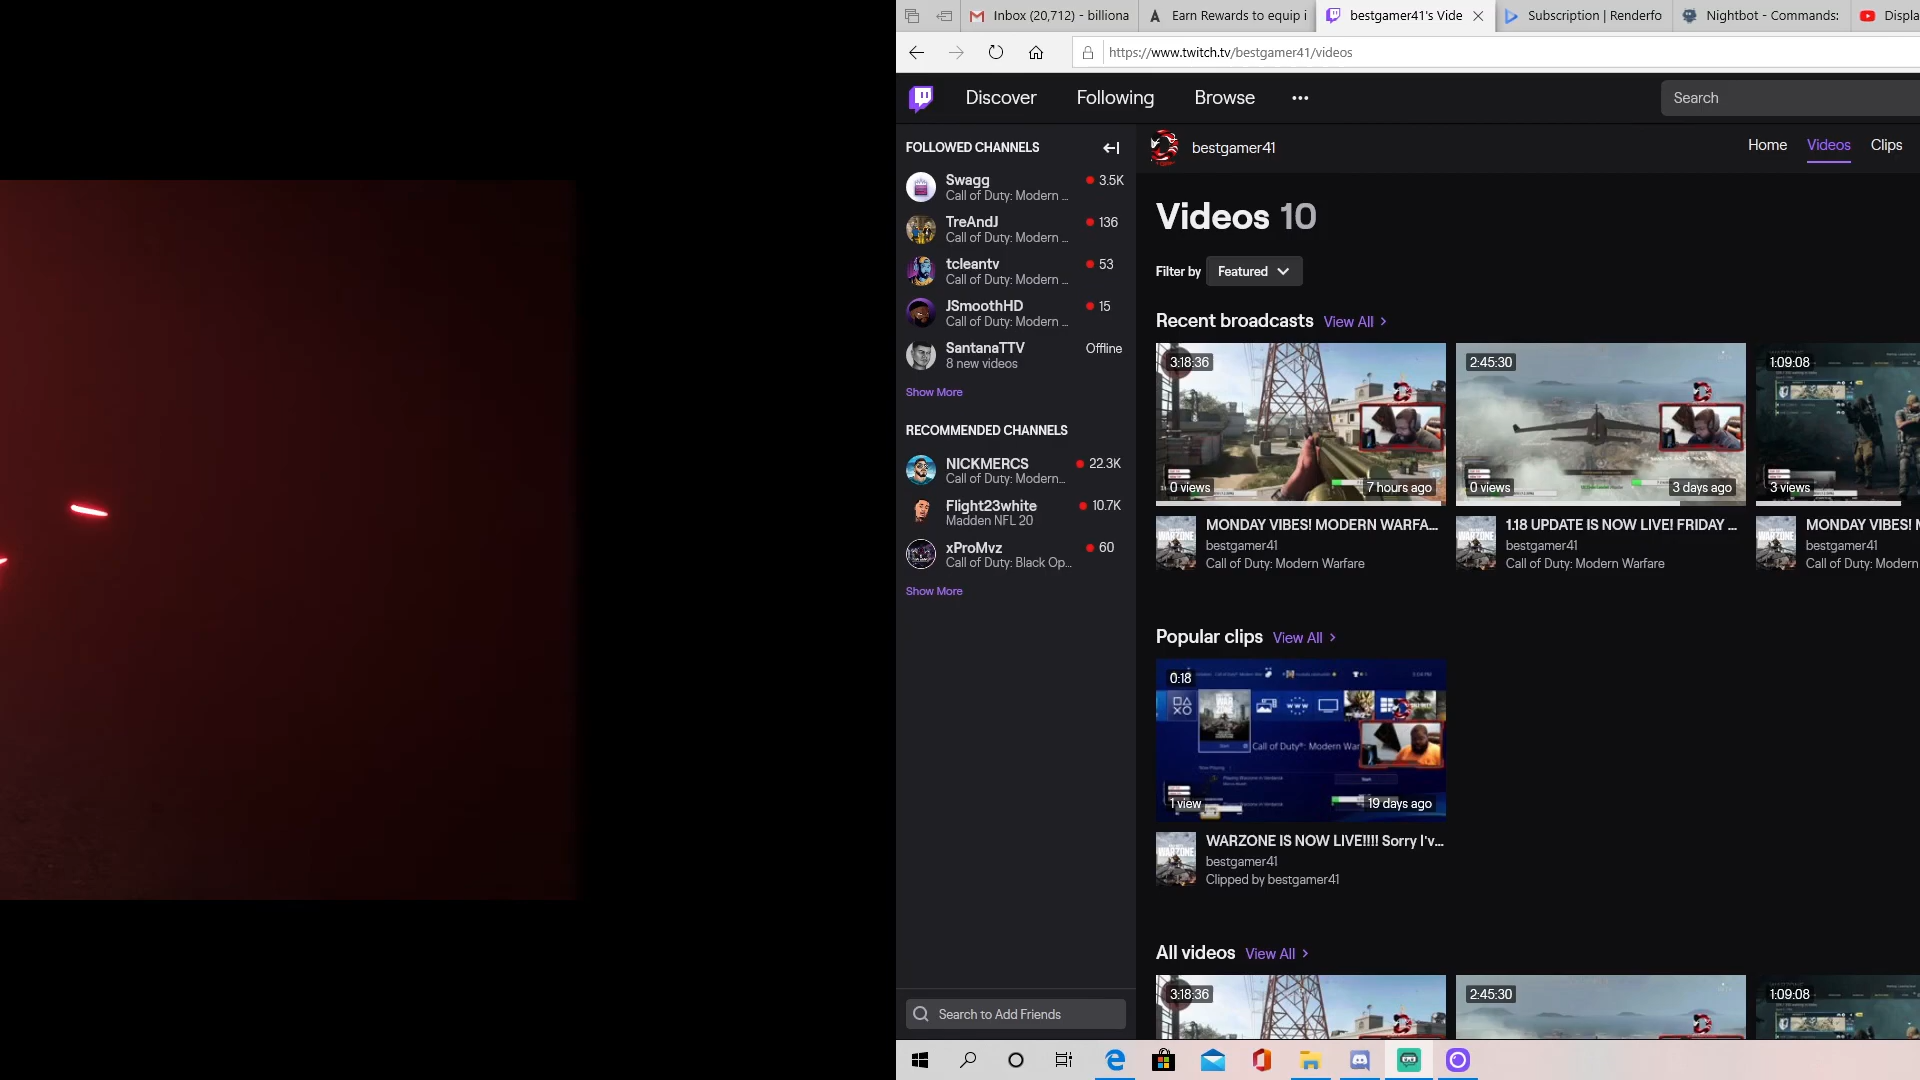 Inbox (20,712) - billiona
Earn Rewards to equip i
bestgamer41's Vide
Subscription | Renderfo
Nightbot - Commands:
Displa
https://www.twitch.tv/bestgamer41/videos
Discover
Following
Browse
Search
FOLLOWED CHANNELS
Swagg
3.5K
Call of Duty: Modern ...
TreAndJ
136
Call of Duty: Modern ...
tcleantv
53
Call of Duty: Modern ...
JSmoothHD
15
Call of Duty: Modern ...
SantanaTTV
Offline
8 new videos
Show More
RECOMMENDED CHANNELS
NICKMERCS
22.3K
Call of Duty: Modern...
Flight23white
10.7K
Madden NFL 20
xProMvz
60
Call of Duty: Black Op...
Show More
Search to Add Friends
bestgamer41
Home
Videos
Clips
Videos 10
Filter by
Featured
Recent broadcasts
View All
3:18:36
0 views
7 hours ago
MONDAY VIBES! MODERN WARFA...
bestgamer41
Call of Duty: Modern Warfare
2:45:30
0 views
3 days ago
1.18 UPDATE IS NOW LIVE! FRIDAY ...
bestgamer41
Call of Duty: Modern Warfare
1:09:08
3 views
MONDAY VIBES! M
bestgamer41
Call of Duty: Modern
Popular clips
View All
0:18
Call of Duty®: Modern War
1 view
19 days ago
WARZONE IS NOW LIVE!!!! Sorry I'v...
bestgamer41
Clipped by bestgamer41
All videos
View All
3:18:36
2:45:30
1:09:08